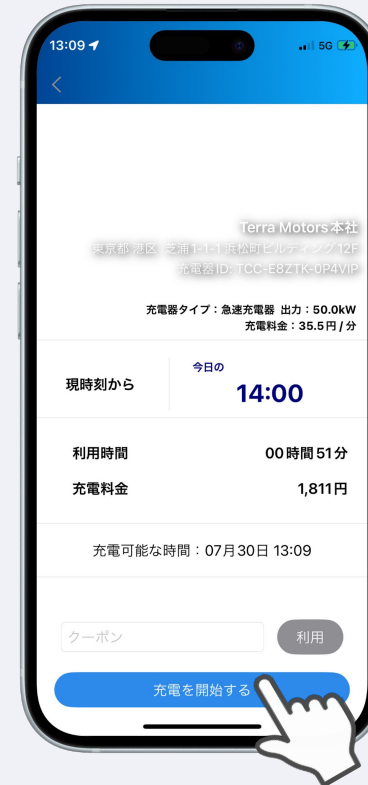 13:09
5G
Terra Motors本社
東京都 港区 芝浦1-1-1 浜松町ビルディング 12F
充電器ID: TCC-E8ZTK-0P4VIP
充電器タイプ：急速充電器 出力：50.0kW
充電料金：35.5円 / 分
今日の
現時刻から
14:00
利用時間 00時間51分
充電料金 1,811円
充電可能な時間：07月30日 13:09
クーポン 利用
充電を開始する